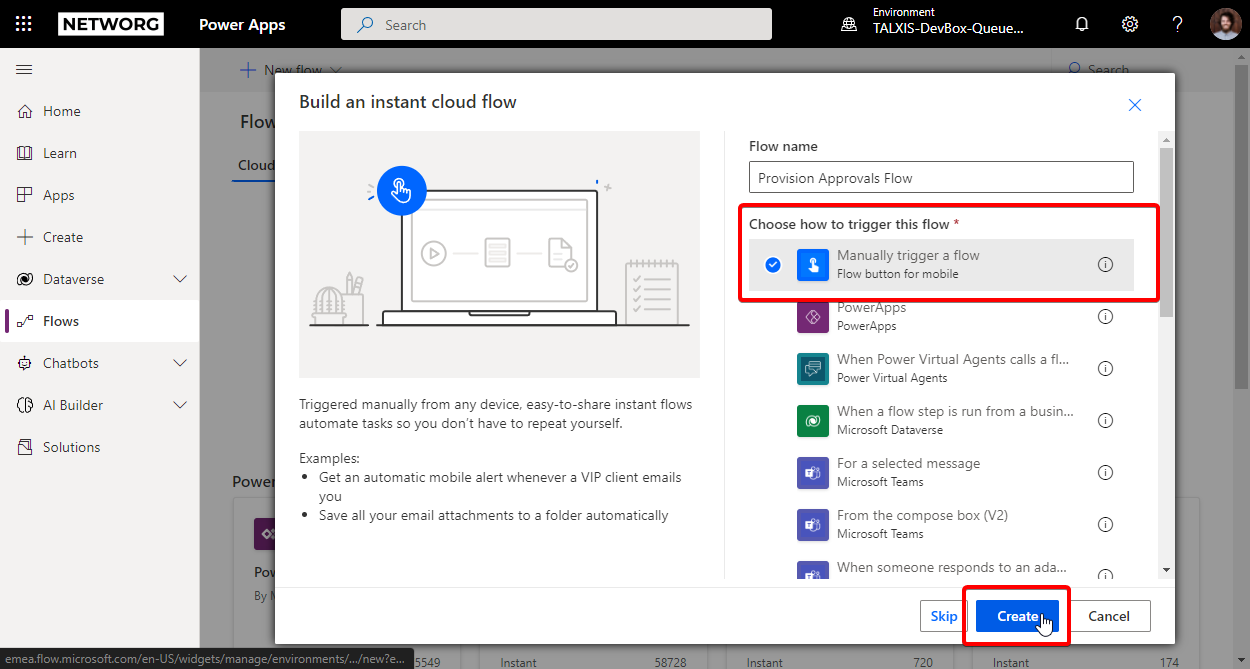 NETWORG
Power Apps
Search
Environment
TALXIS-DevBox-Queue...
?
Home
Learn
Apps
Create
Dataverse
Flows
Chatbots
AI Builder
Solutions
New flow
Search
Flow
Cloud
Power
Pow
By M
Build an instant cloud flow
Triggered manually from any device, easy-to-share instant flows
automate tasks so you don't have to repeat yourself.
Examples:
• Get an automatic mobile alert whenever a VIP client emails
you
• Save all your email attachments to a folder automatically
Flow name
Provision Approvals Flow
Choose how to trigger this flow *
Manually trigger a flow
Flow button for mobile
PowerApps
PowerApps
When Power Virtual Agents calls a fl...
Power Virtual Agents
When a flow step is run from a busin...
Microsoft Dataverse
For a selected message
Microsoft Teams
From the compose box (V2)
Microsoft Teams
When someone responds to an ada...
Skip
Create
Cancel
emea.flow.microsoft.com/en-US/widgets/manage/environments/.../new?e...
5549
Instant
58728
Instant
720
Instant
174